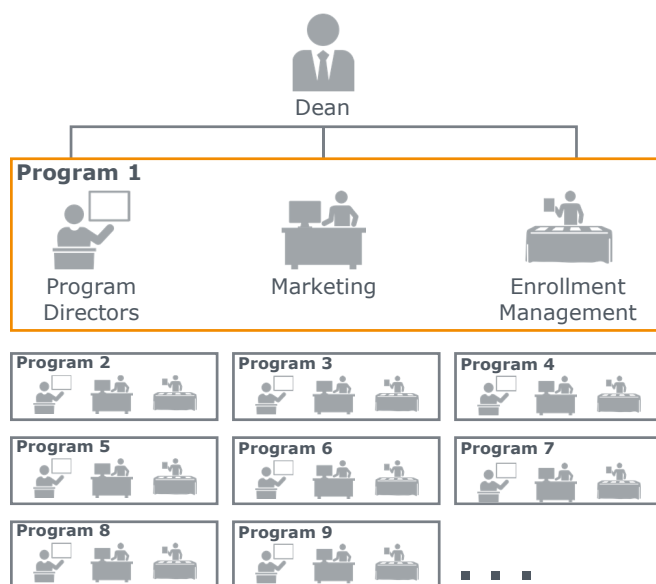 Dean
Program 1
Program
Directors
Marketing
Enrollment
Management
Program 2
Program 3
Program 4
Program 5
Program 6
Program 7
Program 8
Program 9